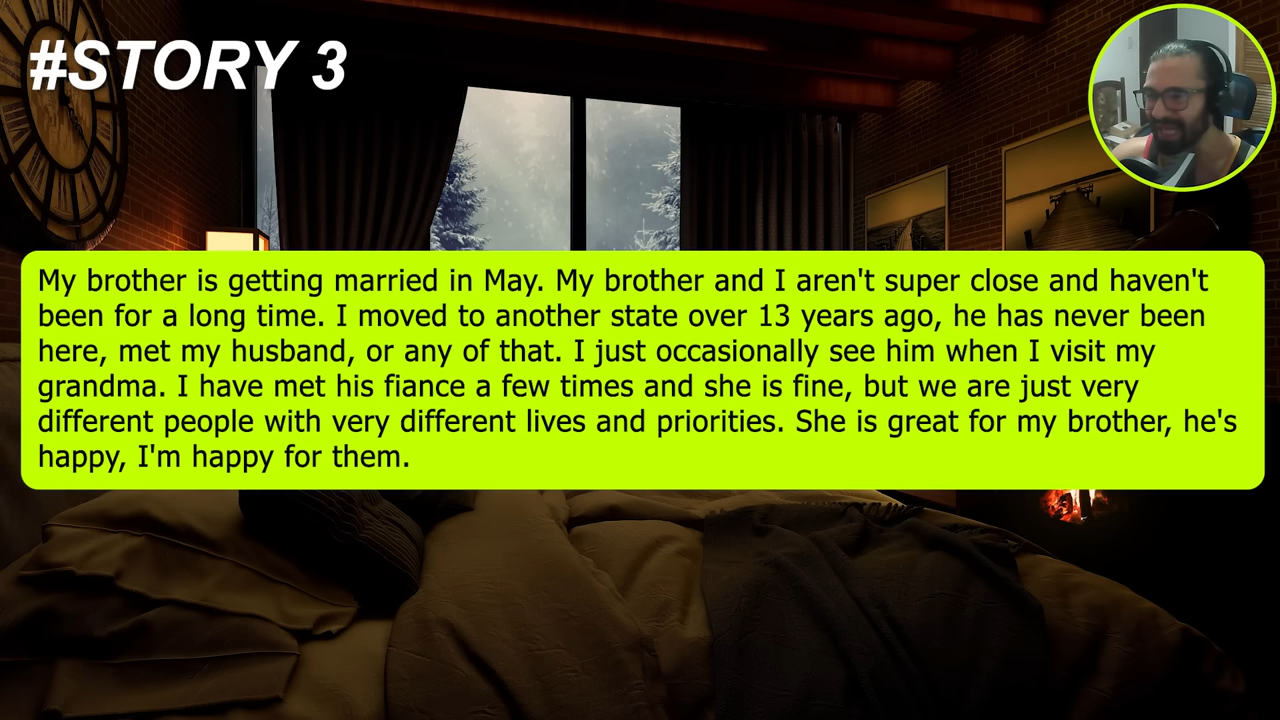 #STORY 3
My brother is getting married in May. My brother and I aren't super close and haven't
been for a long time. I moved to another state over 13 years ago, he has never been
here, met my husband, or any of that. I just occasionally see him when I visit my
grandma. I have met his fiance a few times and she is fine, but we are just very
different people with very different lives and priorities. She is great for my brother, he's
happy, I'm happy for them.